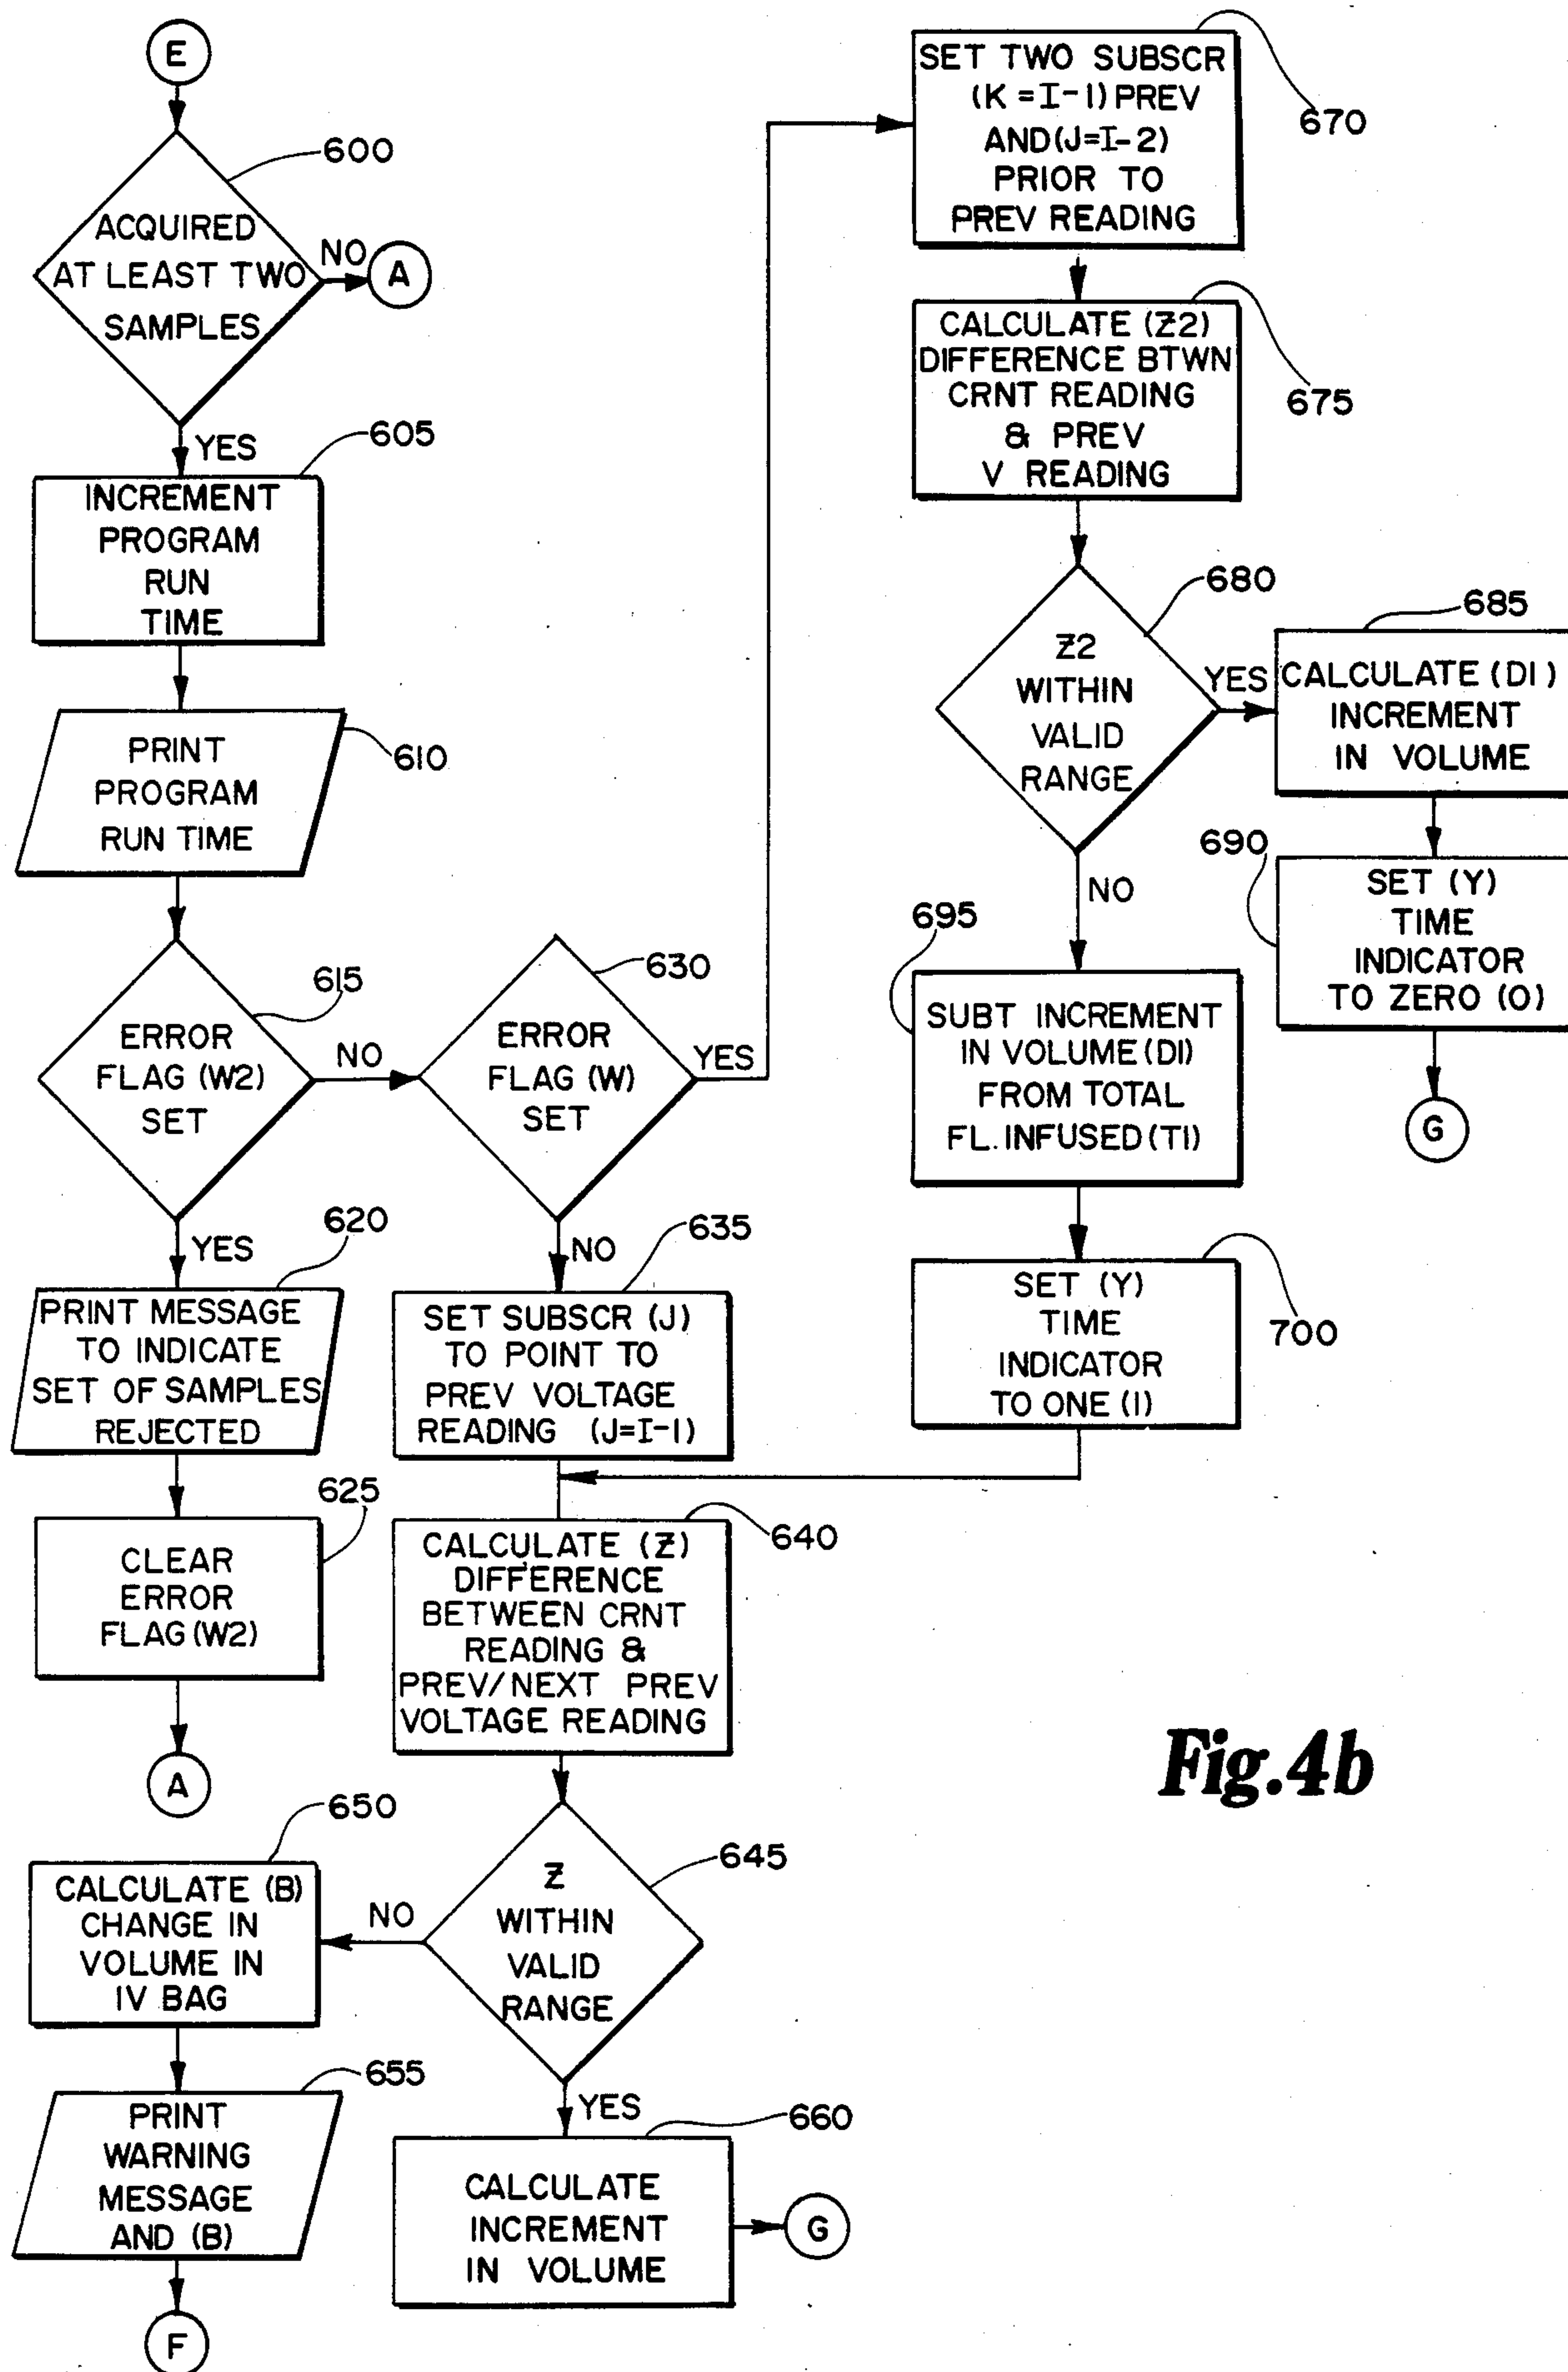 E
600
ACQUIRED
AT LEAST TWO
SAMPLES
NO
A
YES
605
INCREMENT
PROGRAM
RUN
TIME
610
PRINT
PROGRAM
RUN TIME
615
ERROR
FLAG (W2)
SET
NO
YES
620
PRINT MESSAGE
TO INDICATE
SET OF SAMPLES
REJECTED
625
CLEAR
ERROR
FLAG (W2)
A
630
ERROR
FLAG (W)
SET
YES
NO
635
SET SUBSCR (J)
TO POINT TO
PREV VOLTAGE
READING (J=I-1)
640
CALCULATE (Z)
DIFFERENCE
BETWEEN CRNT
READING &
PREV/NEXT PREV
VOLTAGE READING
645
Z
WITHIN
VALID
RANGE
NO
YES
650
CALCULATE (B)
CHANGE IN
VOLUME IN
IV BAG
655
PRINT
WARNING
MESSAGE
AND (B)
F
660
CALCULATE
INCREMENT
IN VOLUME
G
670
SET TWO SUBSCR
(K=I-1) PREV
AND (J=I-2)
PRIOR TO
PREV READING
675
CALCULATE (Z2)
DIFFERENCE BTWN
CRNT READING
& PREV
V READING
680
Z2
WITHIN
VALID
RANGE
YES
NO
685
CALCULATE (DI)
INCREMENT
IN VOLUME
690
SET (Y)
TIME
INDICATOR
TO ZERO (0)
G
695
SUBT INCREMENT
IN VOLUME (DI)
FROM TOTAL
FL. INFUSED (TI)
700
SET (Y)
TIME
INDICATOR
TO ONE (1)
Fig.4b